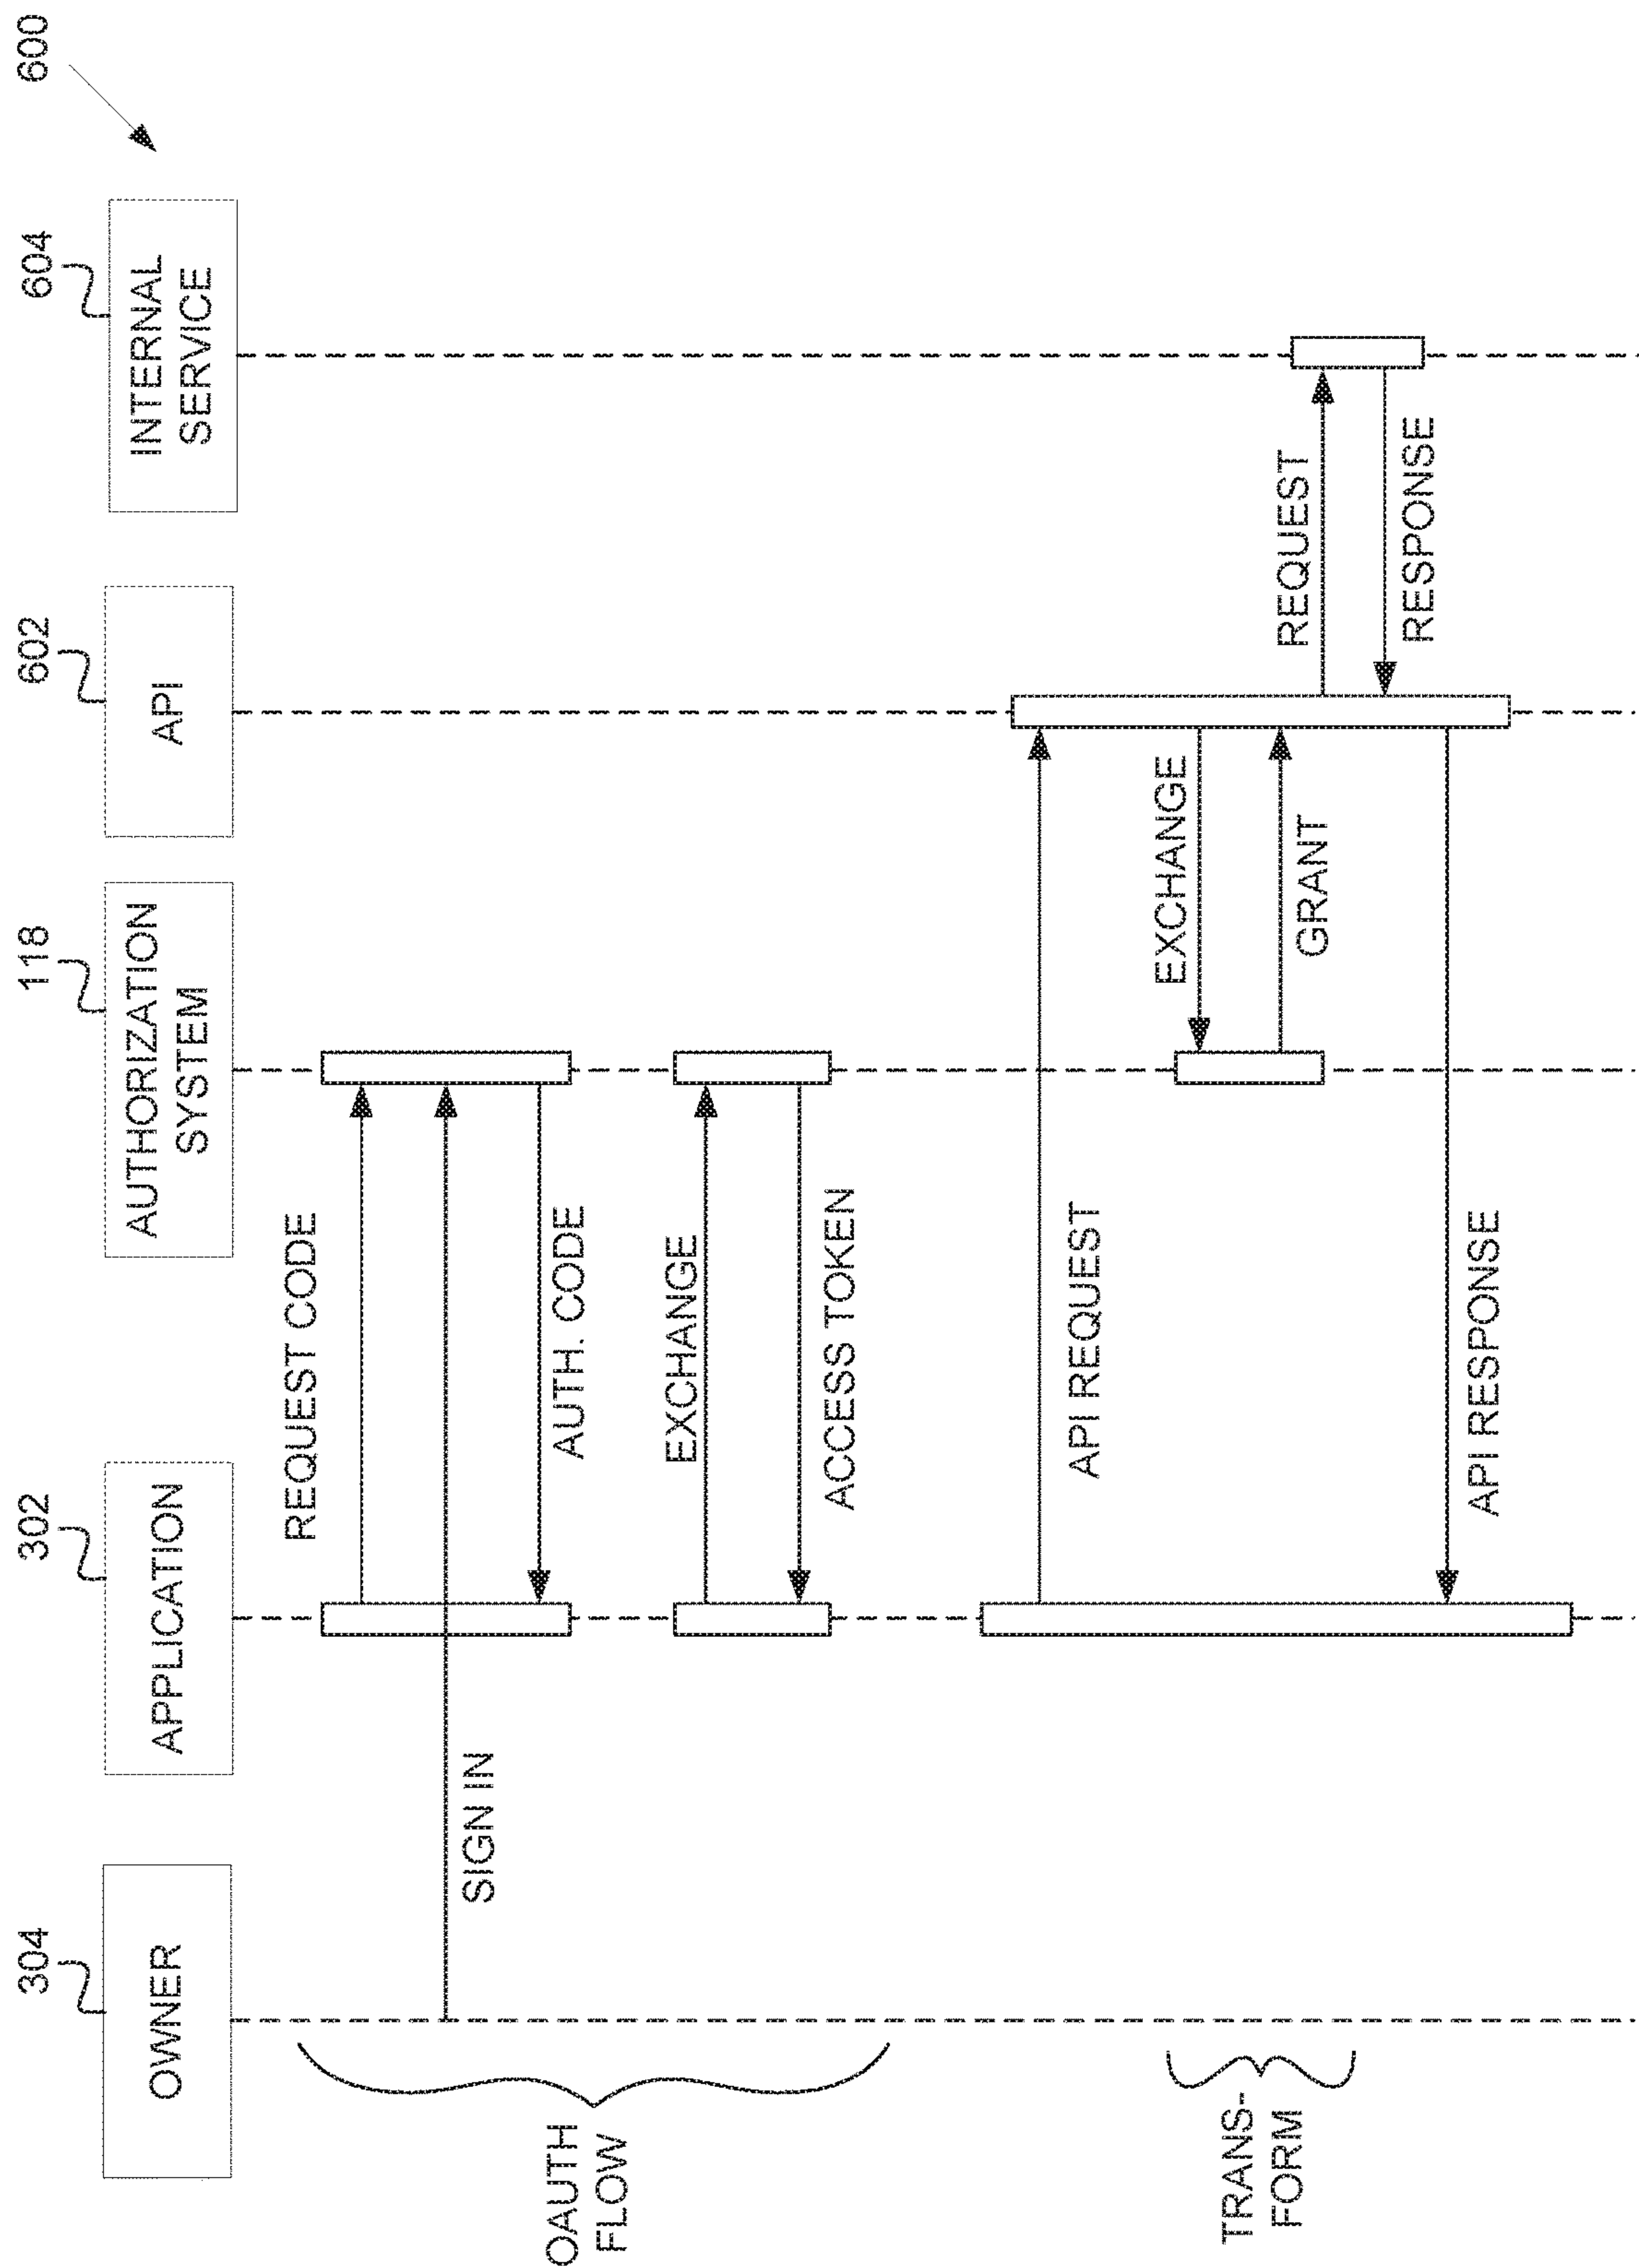 600
304
302
118
602
604
OWNER
APPLICATION
AUTHORIZATION
SYSTEM
API
INTERNAL
SERVICE
OAUTH
FLOW
REQUEST CODE
SIGN IN
AUTH. CODE
EXCHANGE
ACCESS TOKEN
API REQUEST
TRANS-
FORM
EXCHANGE
GRANT
REQUEST
RESPONSE
API RESPONSE